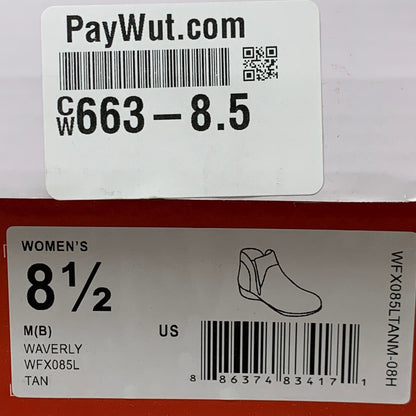 PayWut.com
CW663-8.5
WOMEN'S
8½
M(B)
US
WAVERLY
WFX085L
TAN
8 86374 83417 1
WFX085LTANM-08H